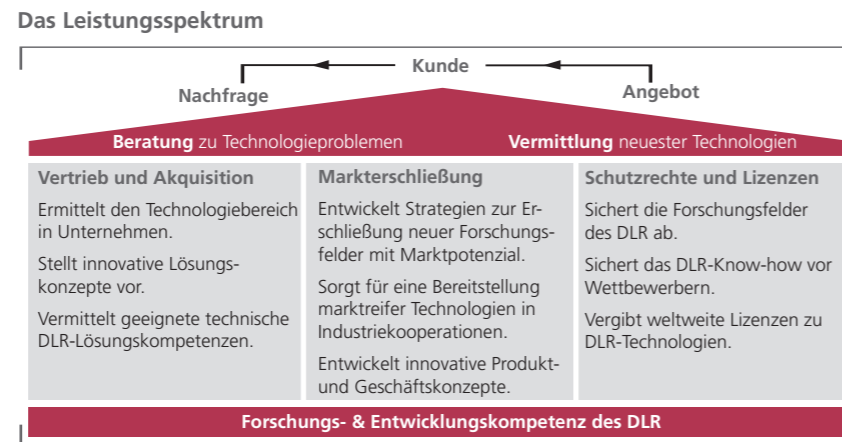 Das Leistungsspektrum
Kunde
Nachfrage
Angebot
Beratung zu Technologieproblemen
Vermittlung neuester Technologien
Vertrieb und Akquisition
Ermittelt den Technologiebereich
in Unternehmen.
Stellt innovative Lösungs-
konzepte vor.
Vermittelt geeignete technische
DLR-Lösungskompetenzen.
Markterschließung
Entwickelt Strategien zur Er-
schließung neuer Forschungs-
felder mit Marktpotenzial.
Sorgt für eine Bereitstellung
marktreifer Technologien in
Industriekooperationen.
Entwickelt innovative Produkt-
und Geschäftskonzepte.
Schutzrechte und Lizenzen
Sichert die Forschungsfelder
des DLR ab.
Sichert das DLR-Know-how vor
Wettbewerbern.
Vergibt weltweite Lizenzen zu
DLR-Technologien.
Forschungs- & Entwicklungskompetenz des DLR